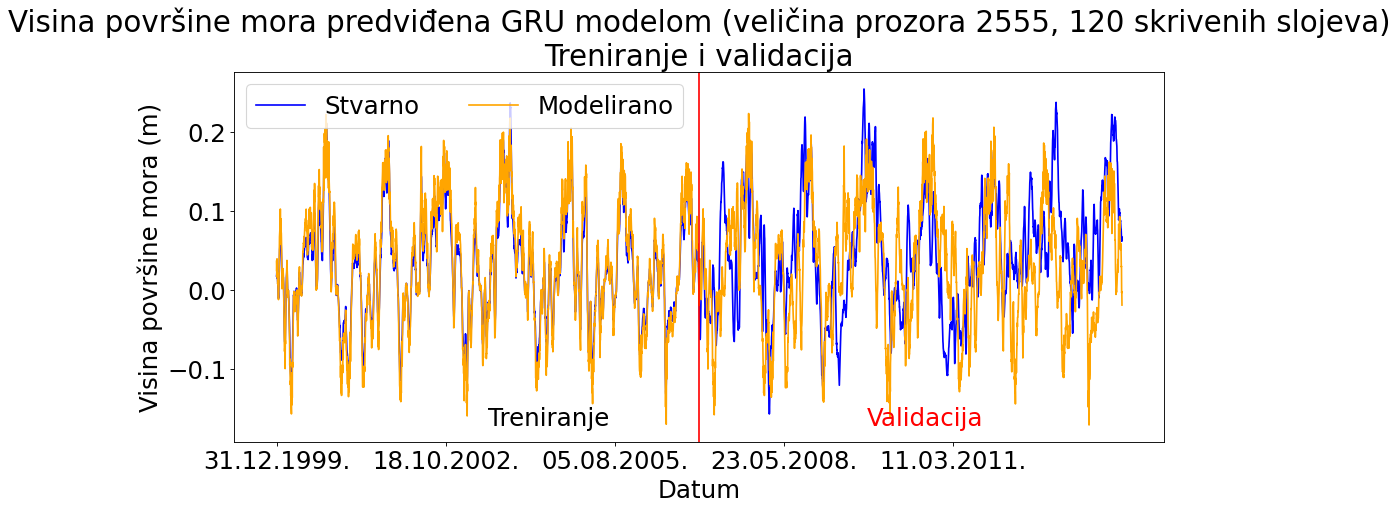 Visina površine mora predviđena GRU modelom (veličina prozora 2555, 120 skrivenih slojeva)
Treniranje i validacija
Stvarno
Modelirano
Visina površine mora (m)
0.2
0.1
0.0
−0.1
Treniranje
Validacija
31.12.1999.
18.10.2002.
05.08.2005.
23.05.2008.
11.03.2011.
Datum